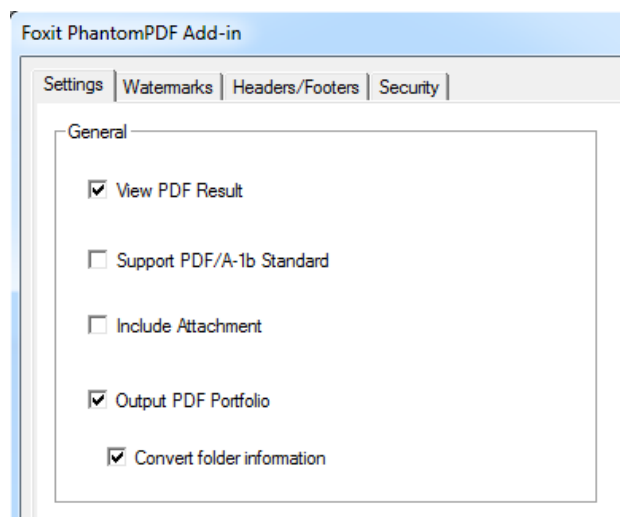 Foxit PhantomPDF Add-in
Settings Watermarks Headers/Footers Security
General
View PDF Result
Support PDF/A-1b Standard
Include Attachment
Output PDF Portfolio
Convert folder information